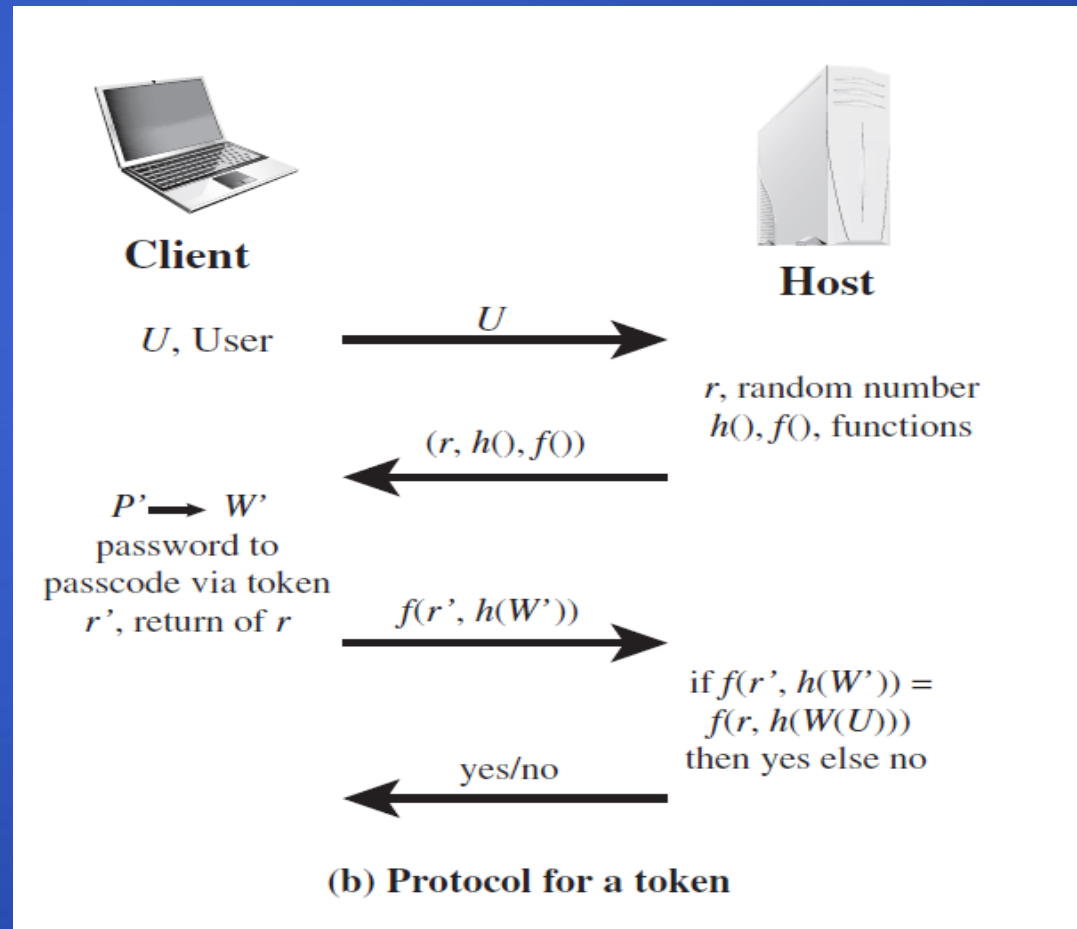 Client
Host
U, User
U
r, random number
h(), f(), functions
(r, h(), f())
P’ → W’
password to
passcode via token
r’, return of r
f(r’, h(W’))
if f(r’, h(W’)) =
f(r, h(W(U)))
then yes else no
yes/no
(b) Protocol for a token